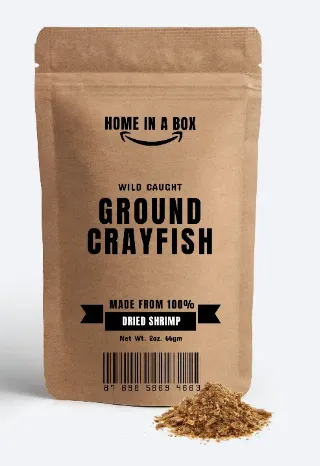 HOME IN A BOX
WILD CAUGHT
GROUND
CRAYFISH
MADE FROM 100%
DRIED SHRIMP
Net Wt. 2oz. 66gm